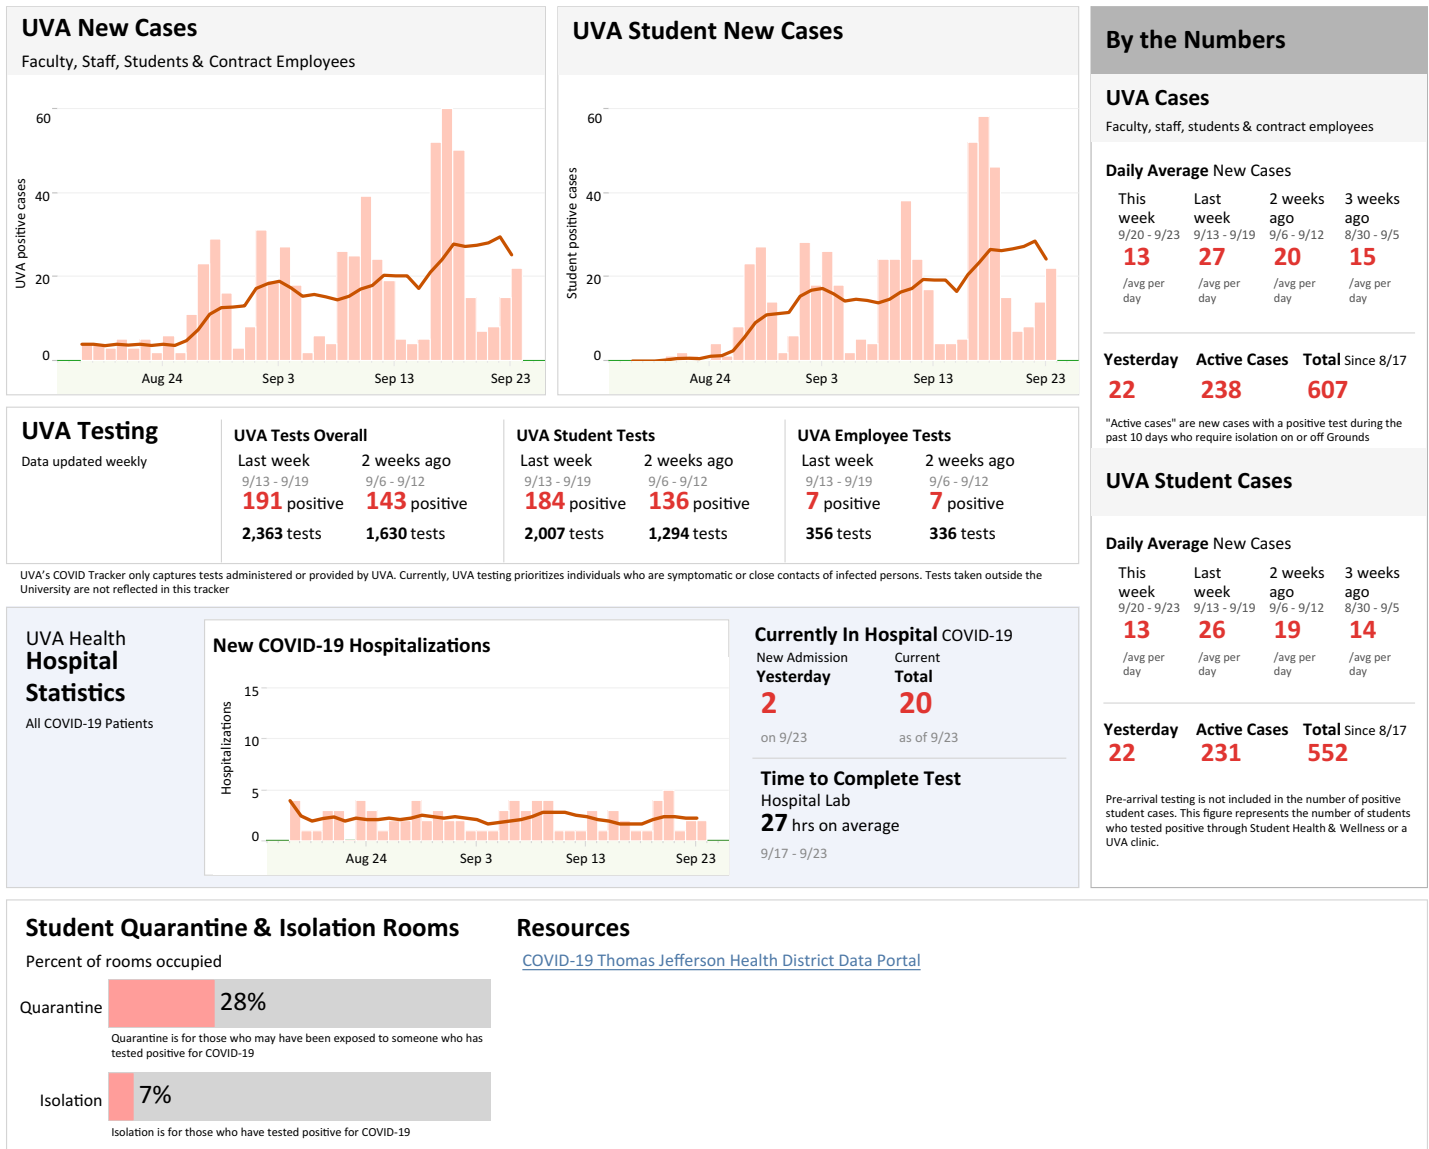 UVA New Cases
Faculty, Staff, Students & Contract Employees
UVA positive cases
60
40
20
0
Aug 24 Sep 3 Sep 13 Sep 23
UVA Student New Cases
Student positive cases
60
40
20
0
Aug 24 Sep 3 Sep 13 Sep 23
By the Numbers
UVA Cases
Faculty, staff, students & contract employees
Daily Average New Cases
This week Last week 2 weeks ago 3 weeks ago
9/20 - 9/23 9/13 - 9/19 9/6 - 9/12 8/30 - 9/5
13 27 20 15
/avg per day /avg per day /avg per day /avg per day
Yesterday Active Cases Total Since 8/17
22 238 607
"Active cases" are new cases with a positive test during the
past 10 days who require isolation on or off Grounds
UVA Student Cases
Daily Average New Cases
This week Last week 2 weeks ago 3 weeks ago
9/20 - 9/23 9/13 - 9/19 9/6 - 9/12 8/30 - 9/5
13 26 19 14
/avg per day /avg per day /avg per day /avg per day
Yesterday Active Cases Total Since 8/17
22 231 552
Pre-arrival testing is not included in the number of positive
student cases. This figure represents the number of students
who tested positive through Student Health & Wellness or a
UVA clinic.
UVA Testing
Data updated weekly
UVA Tests Overall
Last week 2 weeks ago
9/13 - 9/19 9/6 - 9/12
191 positive 143 positive
2,363 tests 1,630 tests
UVA Student Tests
Last week 2 weeks ago
9/13 - 9/19 9/6 - 9/12
184 positive 136 positive
2,007 tests 1,294 tests
UVA Employee Tests
Last week 2 weeks ago
9/13 - 9/19 9/6 - 9/12
7 positive 7 positive
356 tests 336 tests
UVA's COVID Tracker only captures tests administered or provided by UVA. Currently, UVA testing prioritizes individuals who are symptomatic or close contacts of infected persons. Tests taken outside the
University are not reflected in this tracker
UVA Health
Hospital
Statistics
All COVID-19 Patients
New COVID-19 Hospitalizations
Hospitalizations
15
10
5
0
Aug 24 Sep 3 Sep 13 Sep 23
Currently In Hospital COVID-19
New Admission Current
Yesterday Total
2 20
on 9/23 as of 9/23
Time to Complete Test
Hospital Lab
27 hrs on average
9/17 - 9/23
Student Quarantine & Isolation Rooms
Percent of rooms occupied
Quarantine 28%
Quarantine is for those who may have been exposed to someone who has
tested positive for COVID-19
Isolation 7%
Isolation is for those who have tested positive for COVID-19
Resources
COVID-19 Thomas Jefferson Health District Data Portal